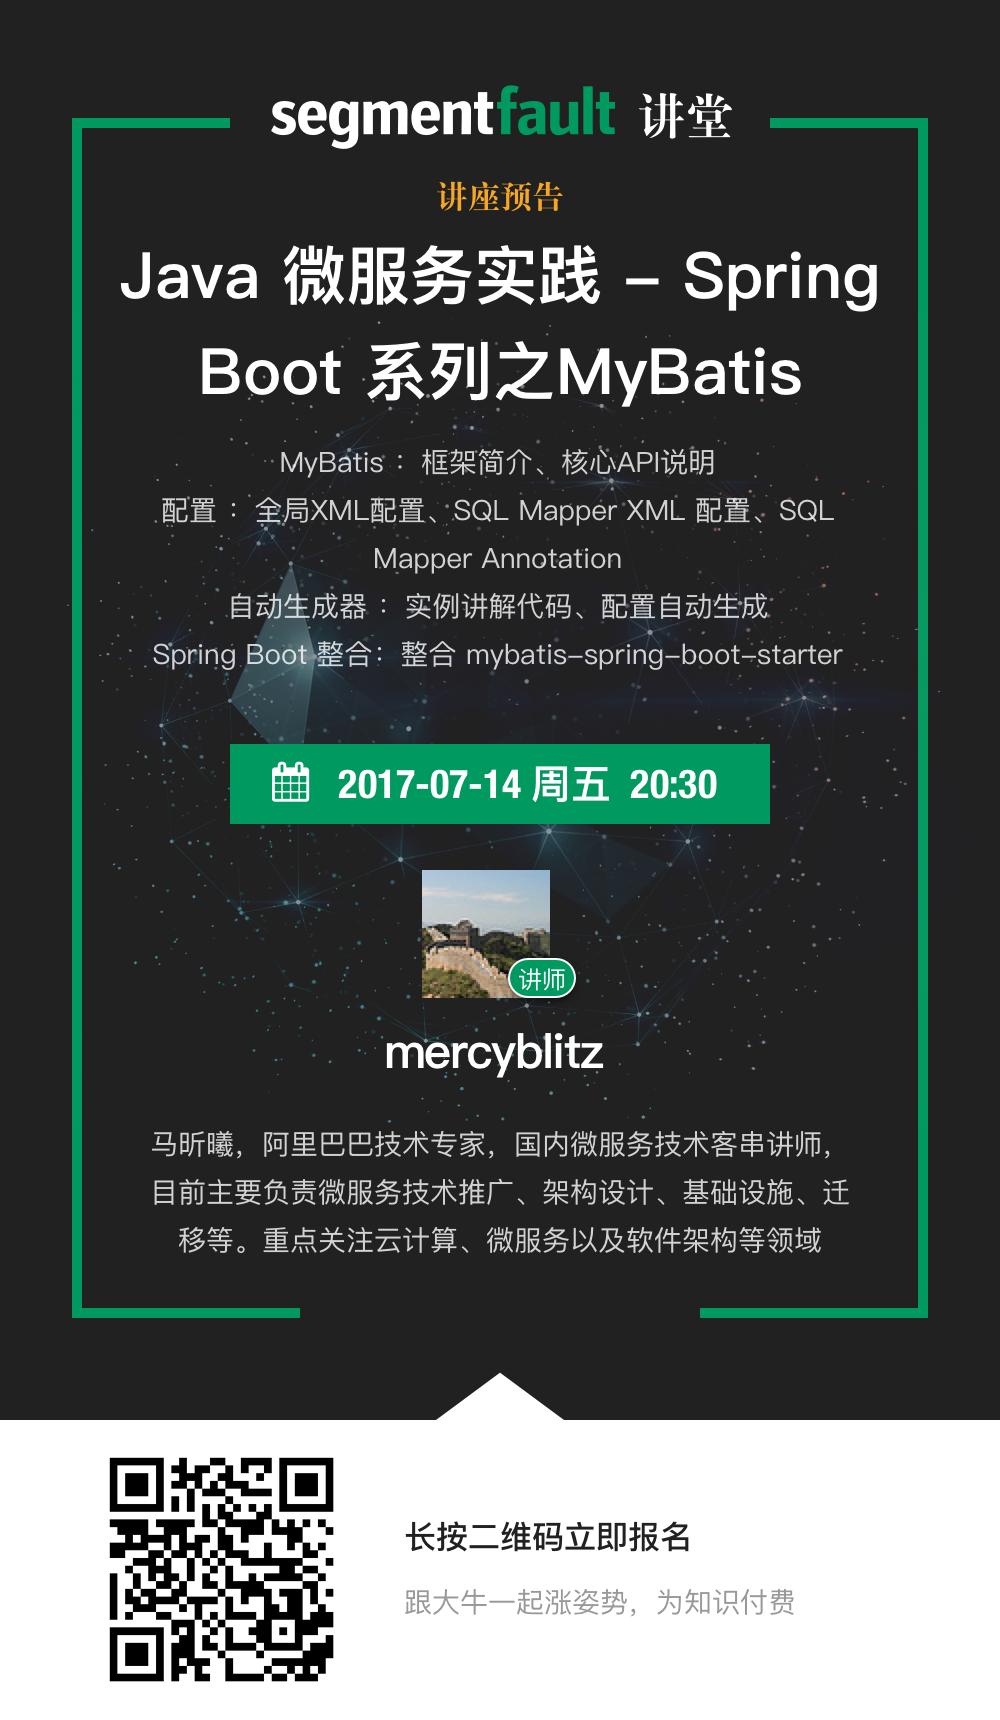 segmentfault 讲堂
讲座预告
Java 微服务实践 – Spring
Boot 系列之MyBatis
MyBatis ： 框架简介、核心API说明
配置 ： 全局XML配置、SQL Mapper XML 配置、SQL
Mapper Annotation
自动生成器 ： 实例讲解代码、配置自动生成
Spring Boot 整合：整合 mybatis–spring–boot–starter
2017-07-14 周五 20:30
讲师
mercyblitz
马昕曦，阿里巴巴技术专家，国内微服务技术客串讲师，
目前主要负责微服务技术推广、架构设计、基础设施、迁
移等。重点关注云计算、微服务以及软件架构等领域
长按二维码立即报名
跟大牛一起涨姿势，为知识付费